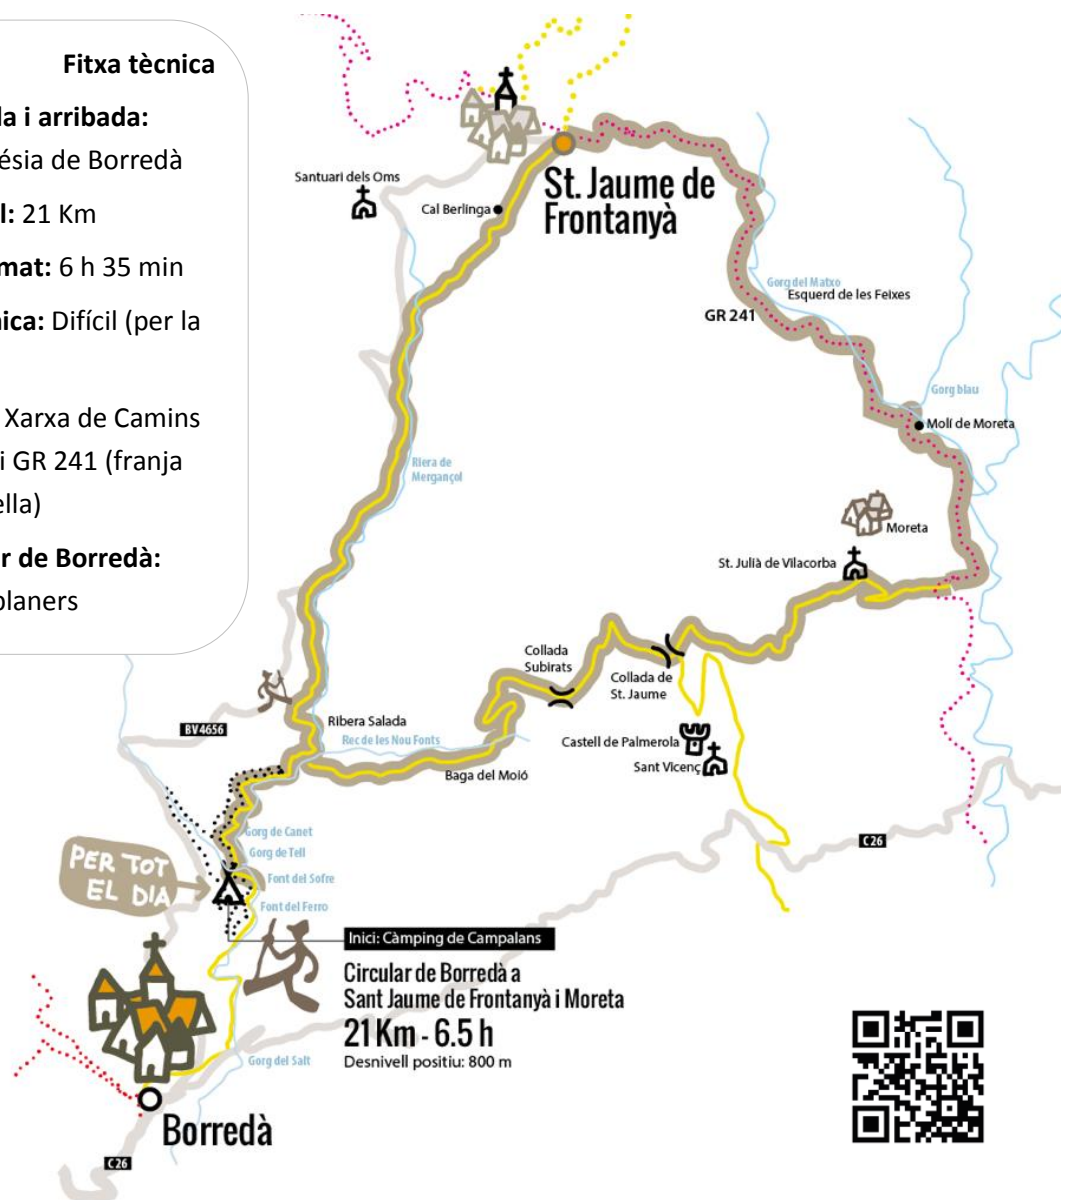 Fitxa tècnica
da i arribada:
ésia de Borredà
l: 21 Km
mat: 6 h 35 min
ica: Difícil (per la
Xarxa de Camins
i GR 241 (franja
ella)
r de Borredà:
planers
St. Jaume de
Frontanyà
Santuari dels Oms
Cal Berlinga
Gorg del Matxo
Esquerd de les Feixes
GR 241
Gorg blau
Molí de Moreta
Riera de
Mergançol
Moreta
St. Julià de Vilacorba
Collada
Subirats
Collada de
St. Jaume
Ribera Salada
BV4656
Rec de les Nou Fonts
Castell de Palmerola
Sant Vicenç
Baga del Moió
Gorg de Canet
C26
Gorg de Tell
PER TOT
EL DIA
Font del Sofre
Font del Ferro
Inici: Càmping de Campalans
Circular de Borredà a
Sant Jaume de Frontanyà i Moreta
21 Km - 6.5 h
Desnivell positiu: 800 m
Gorg del Salt
Borredà
C26